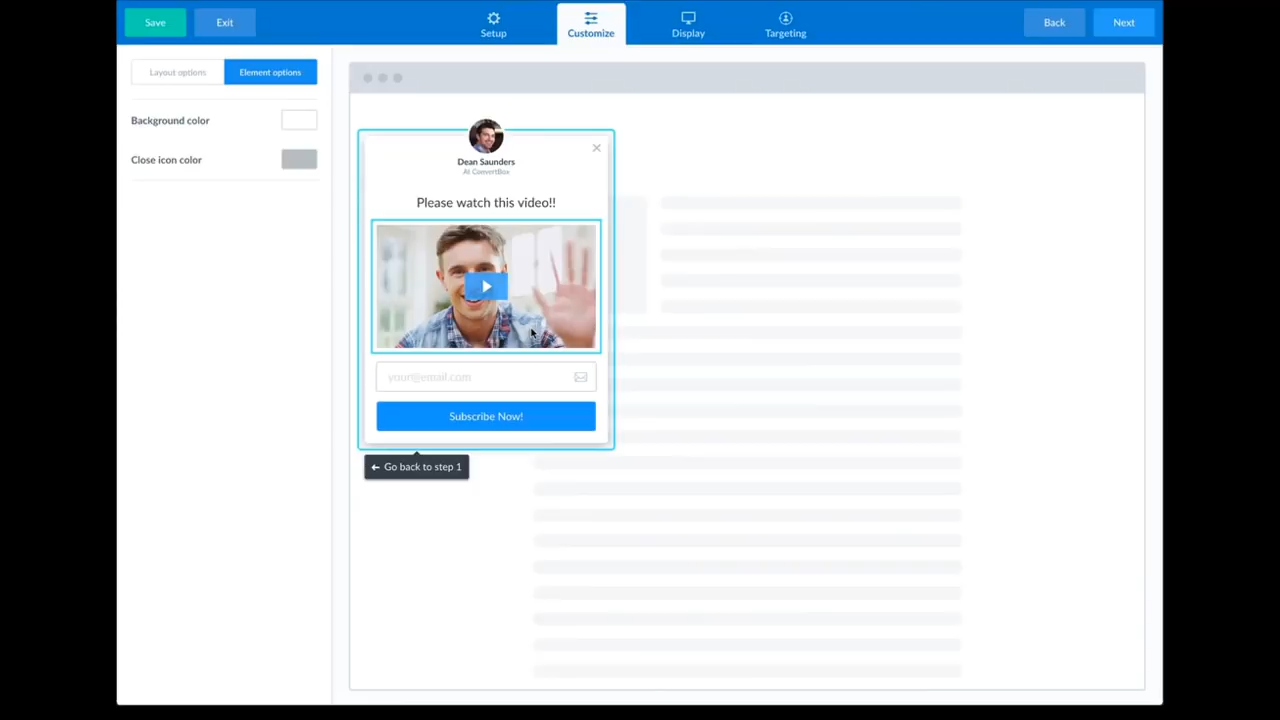 Save
Exit
Setup
Customize
Display
Targeting
Back
Next
Layout options
Element options
Background color
Close icon color
Dean Saunders
At ConvertBox
Please watch this video!!
your@email.com
Subscribe Now!
Go back to step 1